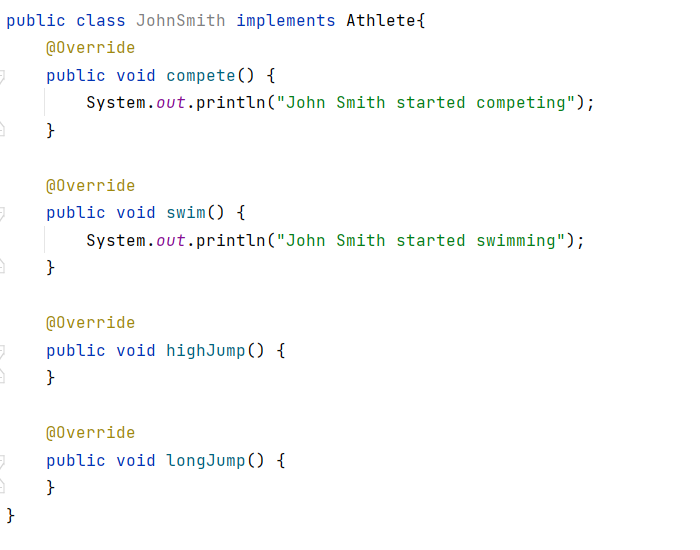 public class JohnSmith implements Athlete{
    @Override
    public void compete() {
        System.out.println("John Smith started competing");
    }

    @Override
    public void swim() {
        System.out.println("John Smith started swimming");
    }

    @Override
    public void highJump() {
    }

    @Override
    public void longJump() {
    }
}